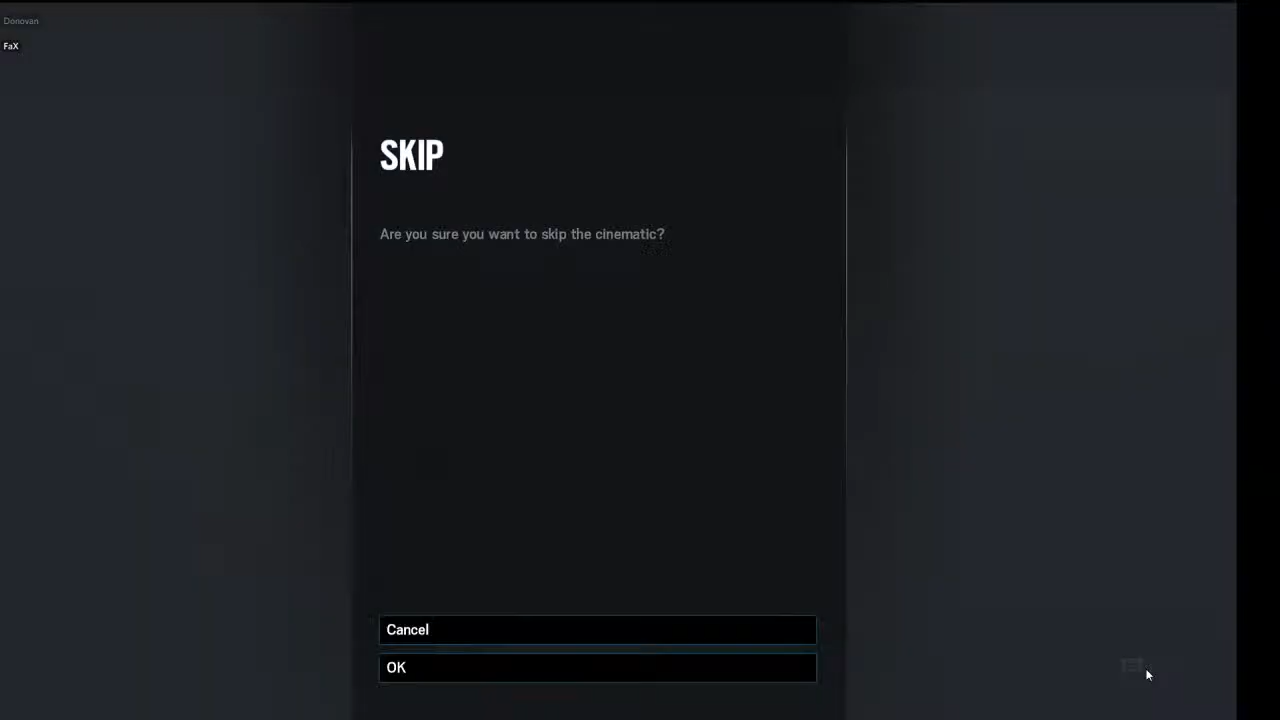 Donovan
FaX
SKIP
Are you sure you want to skip the cinematic?
Cancel
OK